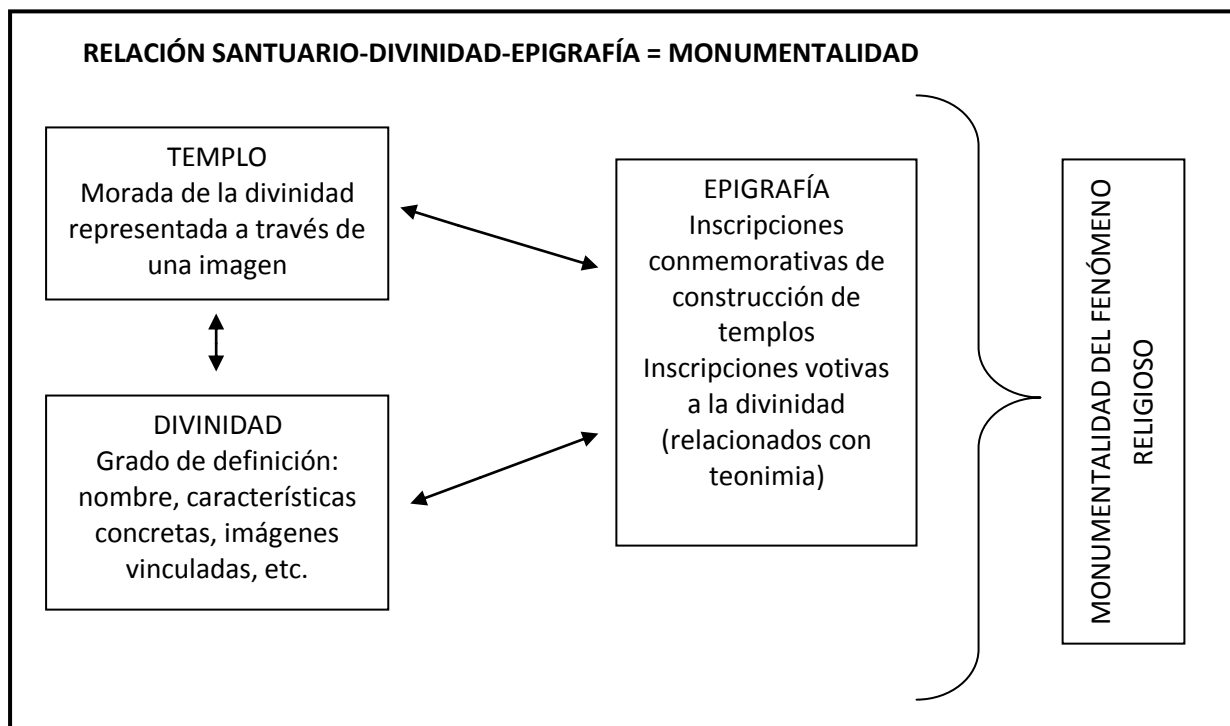 RELACIÓN SANTUARIO-DIVINIDAD-EPIGRAFÍA = MONUMENTALIDAD
TEMPLO
Morada de la divinidad
representada a través de
una imagen
DIVINIDAD
Grado de definición:
nombre, características
concretas, imágenes
vinculadas, etc.
EPIGRAFÍA
Inscripciones
conmemorativas de
construcción de
templos
Inscripciones votivas
a la divinidad
(relacionados con
teonimia)
MONUMENTALIDAD DEL FENÓMENO
RELIGIOSO